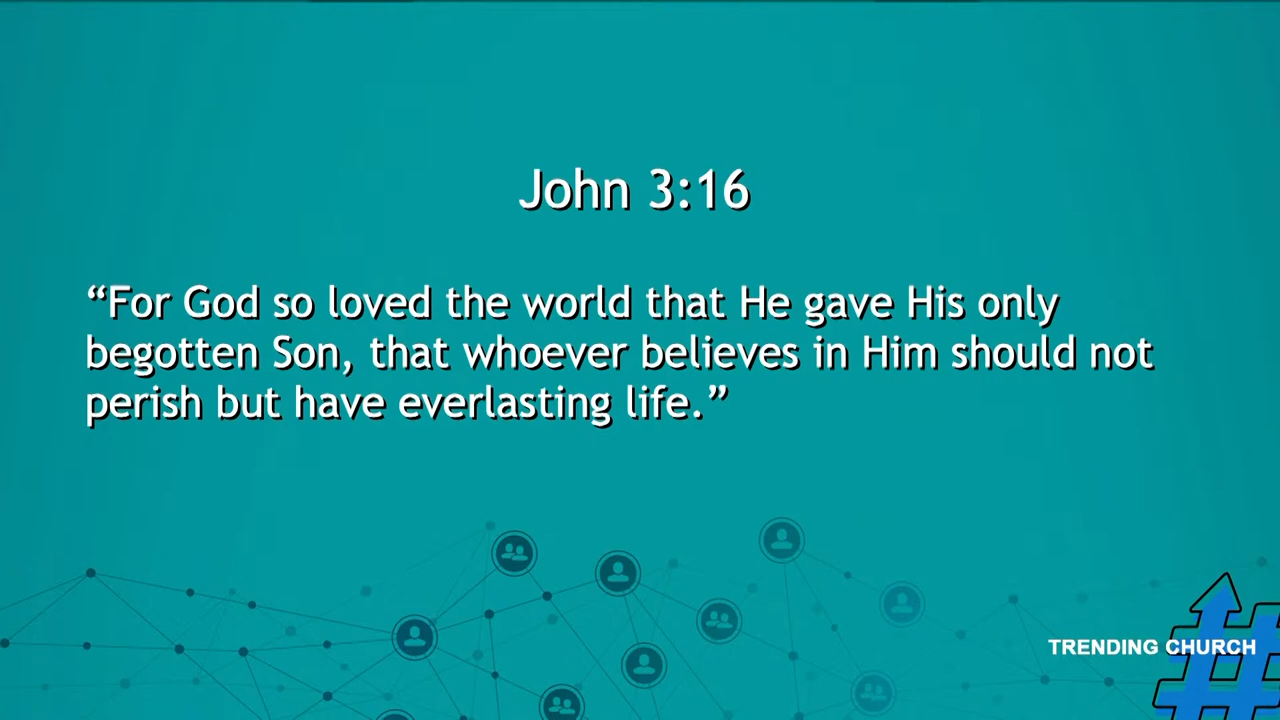 John 3:16
“For God so loved the world that He gave His only
begotten Son, that whoever believes in Him should not
perish but have everlasting life.”
TRENDING CHURCH